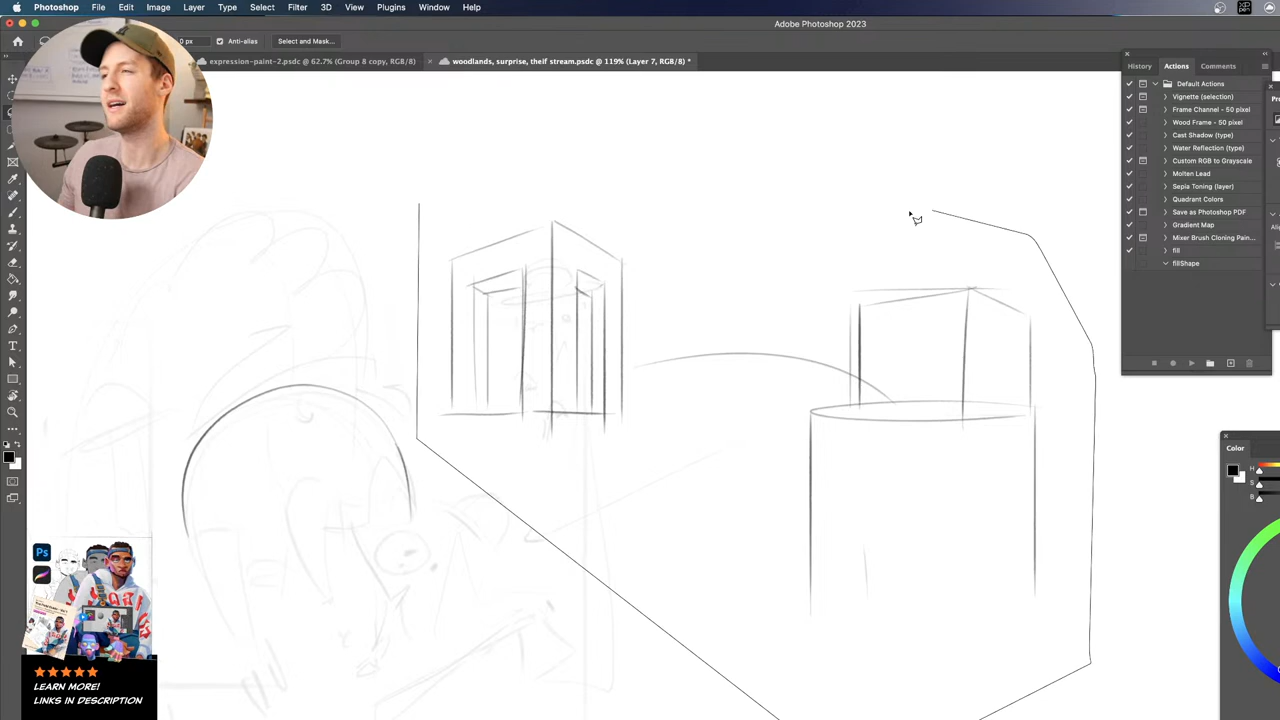 Photoshop File Edit Image Layer Type Select Filter 3D View Plugins Window Help
Adobe Photoshop 2023
0 px Anti-alias Select and Mask...
expression-paint-2.psdc @ 62.7% (Group 8 copy, RGB/8) × woodlands, surprise, theif stream.psdc @ 119% (Layer 7, RGB/8) *
History Actions Comments
Default Actions
Vignette (selection)
Frame Channel - 50 pixel
Wood Frame - 50 pixel
Cast Shadow (type)
Water Reflection (type)
Custom RGB to Grayscale
Molten Lead
Sepia Toning (layer)
Quadrant Colors
Save as Photoshop PDF
Gradient Map
Mixer Brush Cloning Pain...
fill
fillShape
Color
H
S
B
Ps
LEARN MORE!
LINKS IN DESCRIPTION